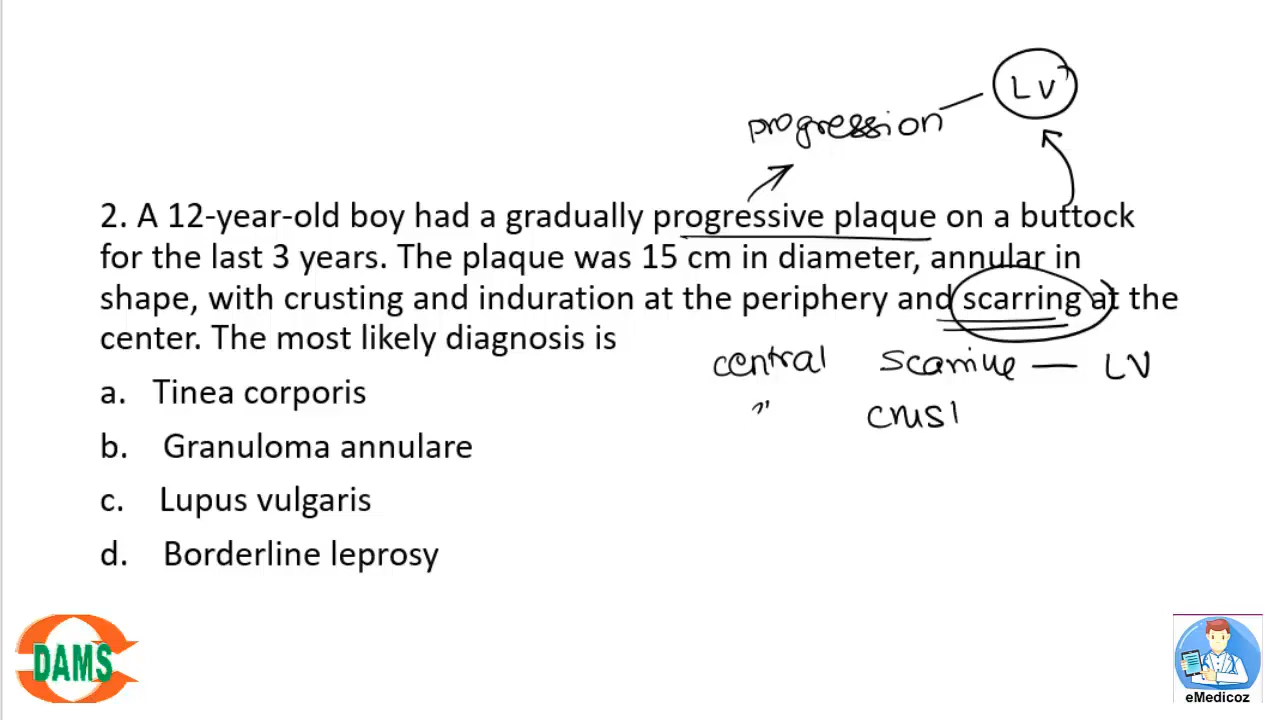 LV
progression
2. A 12-year-old boy had a gradually progressive plaque on a buttock
for the last 3 years. The plaque was 15 cm in diameter, annular in
shape, with crusting and induration at the periphery and scarring at the
center. The most likely diagnosis is
central scarring — LV
" crust
a. Tinea corporis
b. Granuloma annulare
c. Lupus vulgaris
d. Borderline leprosy
DAMS
eMedicoz